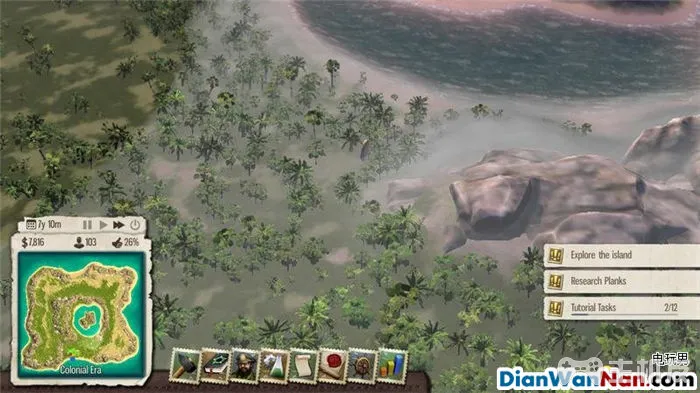 7y 10m
$7,816
103
26%
Colonial Era
Explore the island
Research Planks
Tutorial Tasks 2/12
电玩男
DianWanNan.com